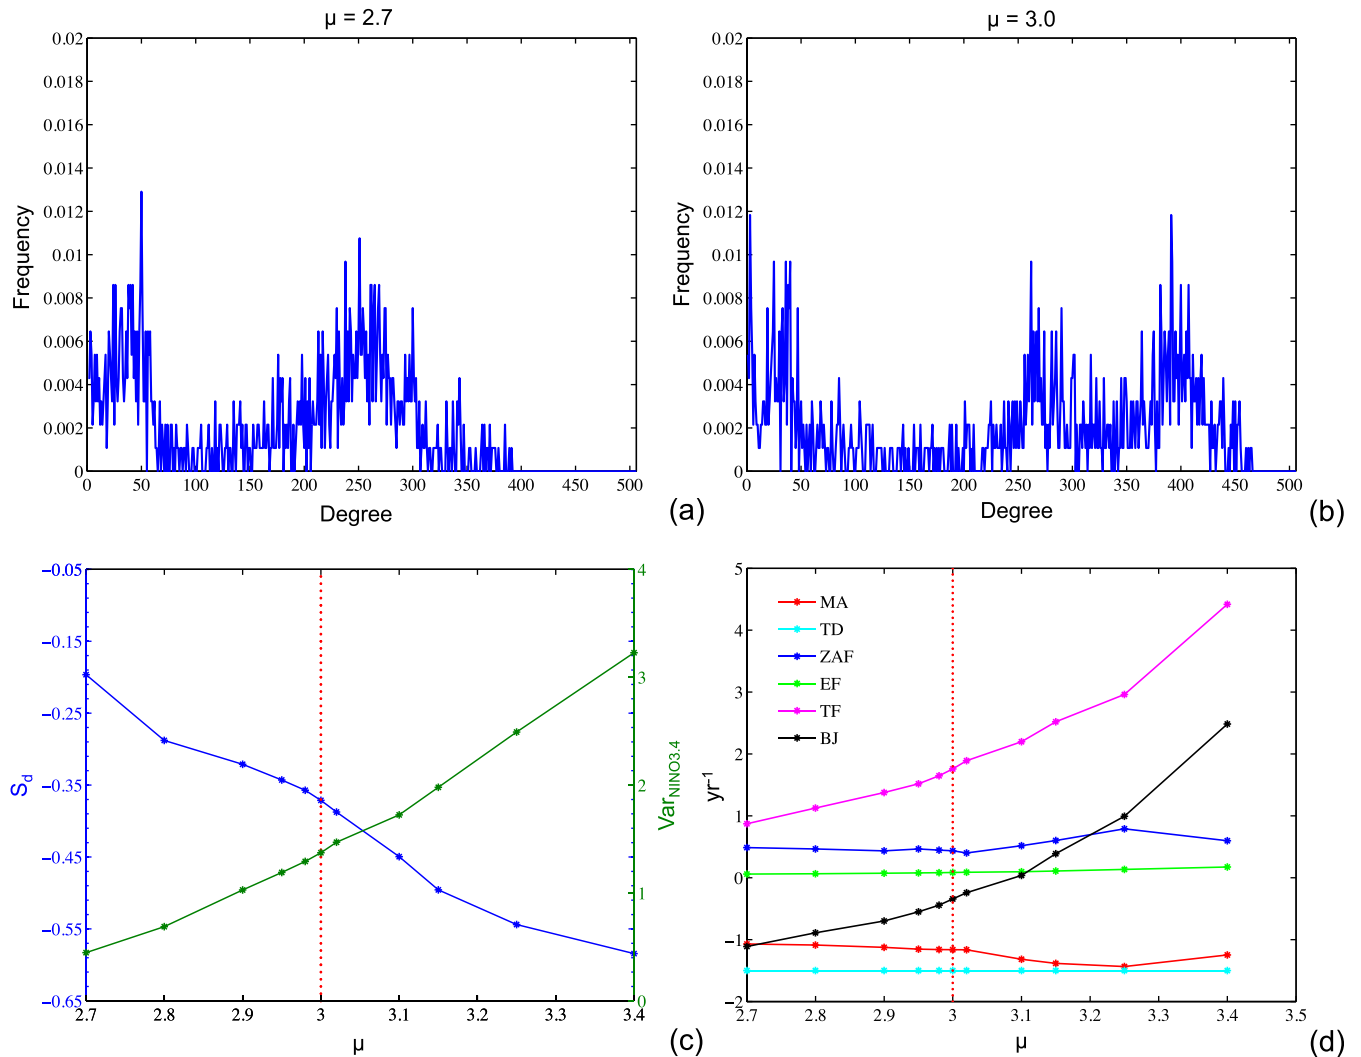 μ = 2.7
0.02
0.018
0.016
0.014
0.012
0.01
0.008
0.006
0.004
0.002
0
Frequency
0 50 100 150 200 250 300 350 400 450 500
Degree
(a)
μ = 3.0
0.02
0.018
0.016
0.014
0.012
0.01
0.008
0.006
0.004
0.002
0
Frequency
0 50 100 150 200 250 300 350 400 450 500
Degree
(b)
−0.05
−0.15
−0.25
−0.35
−0.45
−0.55
−0.65
S_d
4
3
2
1
0
Var_NINO3.4
2.7 2.8 2.9 3 3.1 3.2 3.3 3.4
μ
(c)
5
4
3
2
1
0
−1
−2
yr⁻¹
MA
TD
ZAF
EF
TF
BJ
2.7 2.8 2.9 3 3.1 3.2 3.3 3.4 3.5
μ
(d)